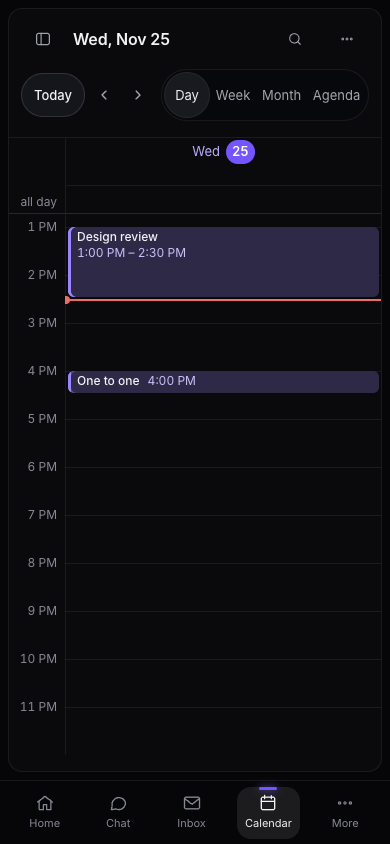 Wed, Nov 25
Today
Day Week Month Agenda
Wed 25
all day
1 PM
Design review
1:00 PM – 2:30 PM
2 PM
3 PM
4 PM
One to one 4:00 PM
5 PM
6 PM
7 PM
8 PM
9 PM
10 PM
11 PM
Home Chat Inbox Calendar More